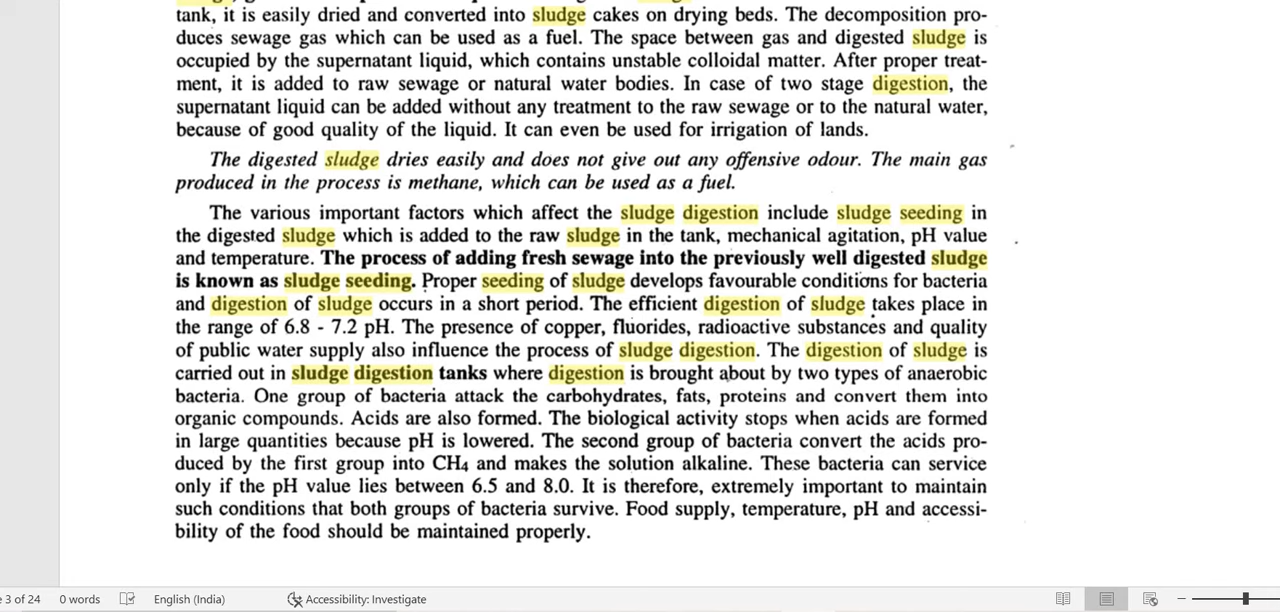 tank, it is easily dried and converted into sludge cakes on drying beds. The decomposition pro-
duces sewage gas which can be used as a fuel. The space between gas and digested sludge is
occupied by the supernatant liquid, which contains unstable colloidal matter. After proper treat-
ment, it is added to raw sewage or natural water bodies. In case of two stage digestion, the
supernatant liquid can be added without any treatment to the raw sewage or to the natural water,
because of good quality of the liquid. It can even be used for irrigation of lands.
The digested sludge dries easily and does not give out any offensive odour. The main gas
produced in the process is methane, which can be used as a fuel.
The various important factors which affect the sludge digestion include sludge seeding in
the digested sludge which is added to the raw sludge in the tank, mechanical agitation, pH value
and temperature. The process of adding fresh sewage into the previously well digested sludge
is known as sludge seeding. Proper seeding of sludge develops favourable conditions for bacteria
and digestion of sludge occurs in a short period. The efficient digestion of sludge takes place in
the range of 6.8 - 7.2 pH. The presence of copper, fluorides, radioactive substances and quality
of public water supply also influence the process of sludge digestion. The digestion of sludge is
carried out in sludge digestion tanks where digestion is brought about by two types of anaerobic
bacteria. One group of bacteria attack the carbohydrates, fats, proteins and convert them into
organic compounds. Acids are also formed. The biological activity stops when acids are formed
in large quantities because pH is lowered. The second group of bacteria convert the acids pro-
duced by the first group into CH4 and makes the solution alkaline. These bacteria can service
only if the pH value lies between 6.5 and 8.0. It is therefore, extremely important to maintain
such conditions that both groups of bacteria survive. Food supply, temperature, pH and accessi-
bility of the food should be maintained properly.
3 of 24 0 words English (India) Accessibility: Investigate